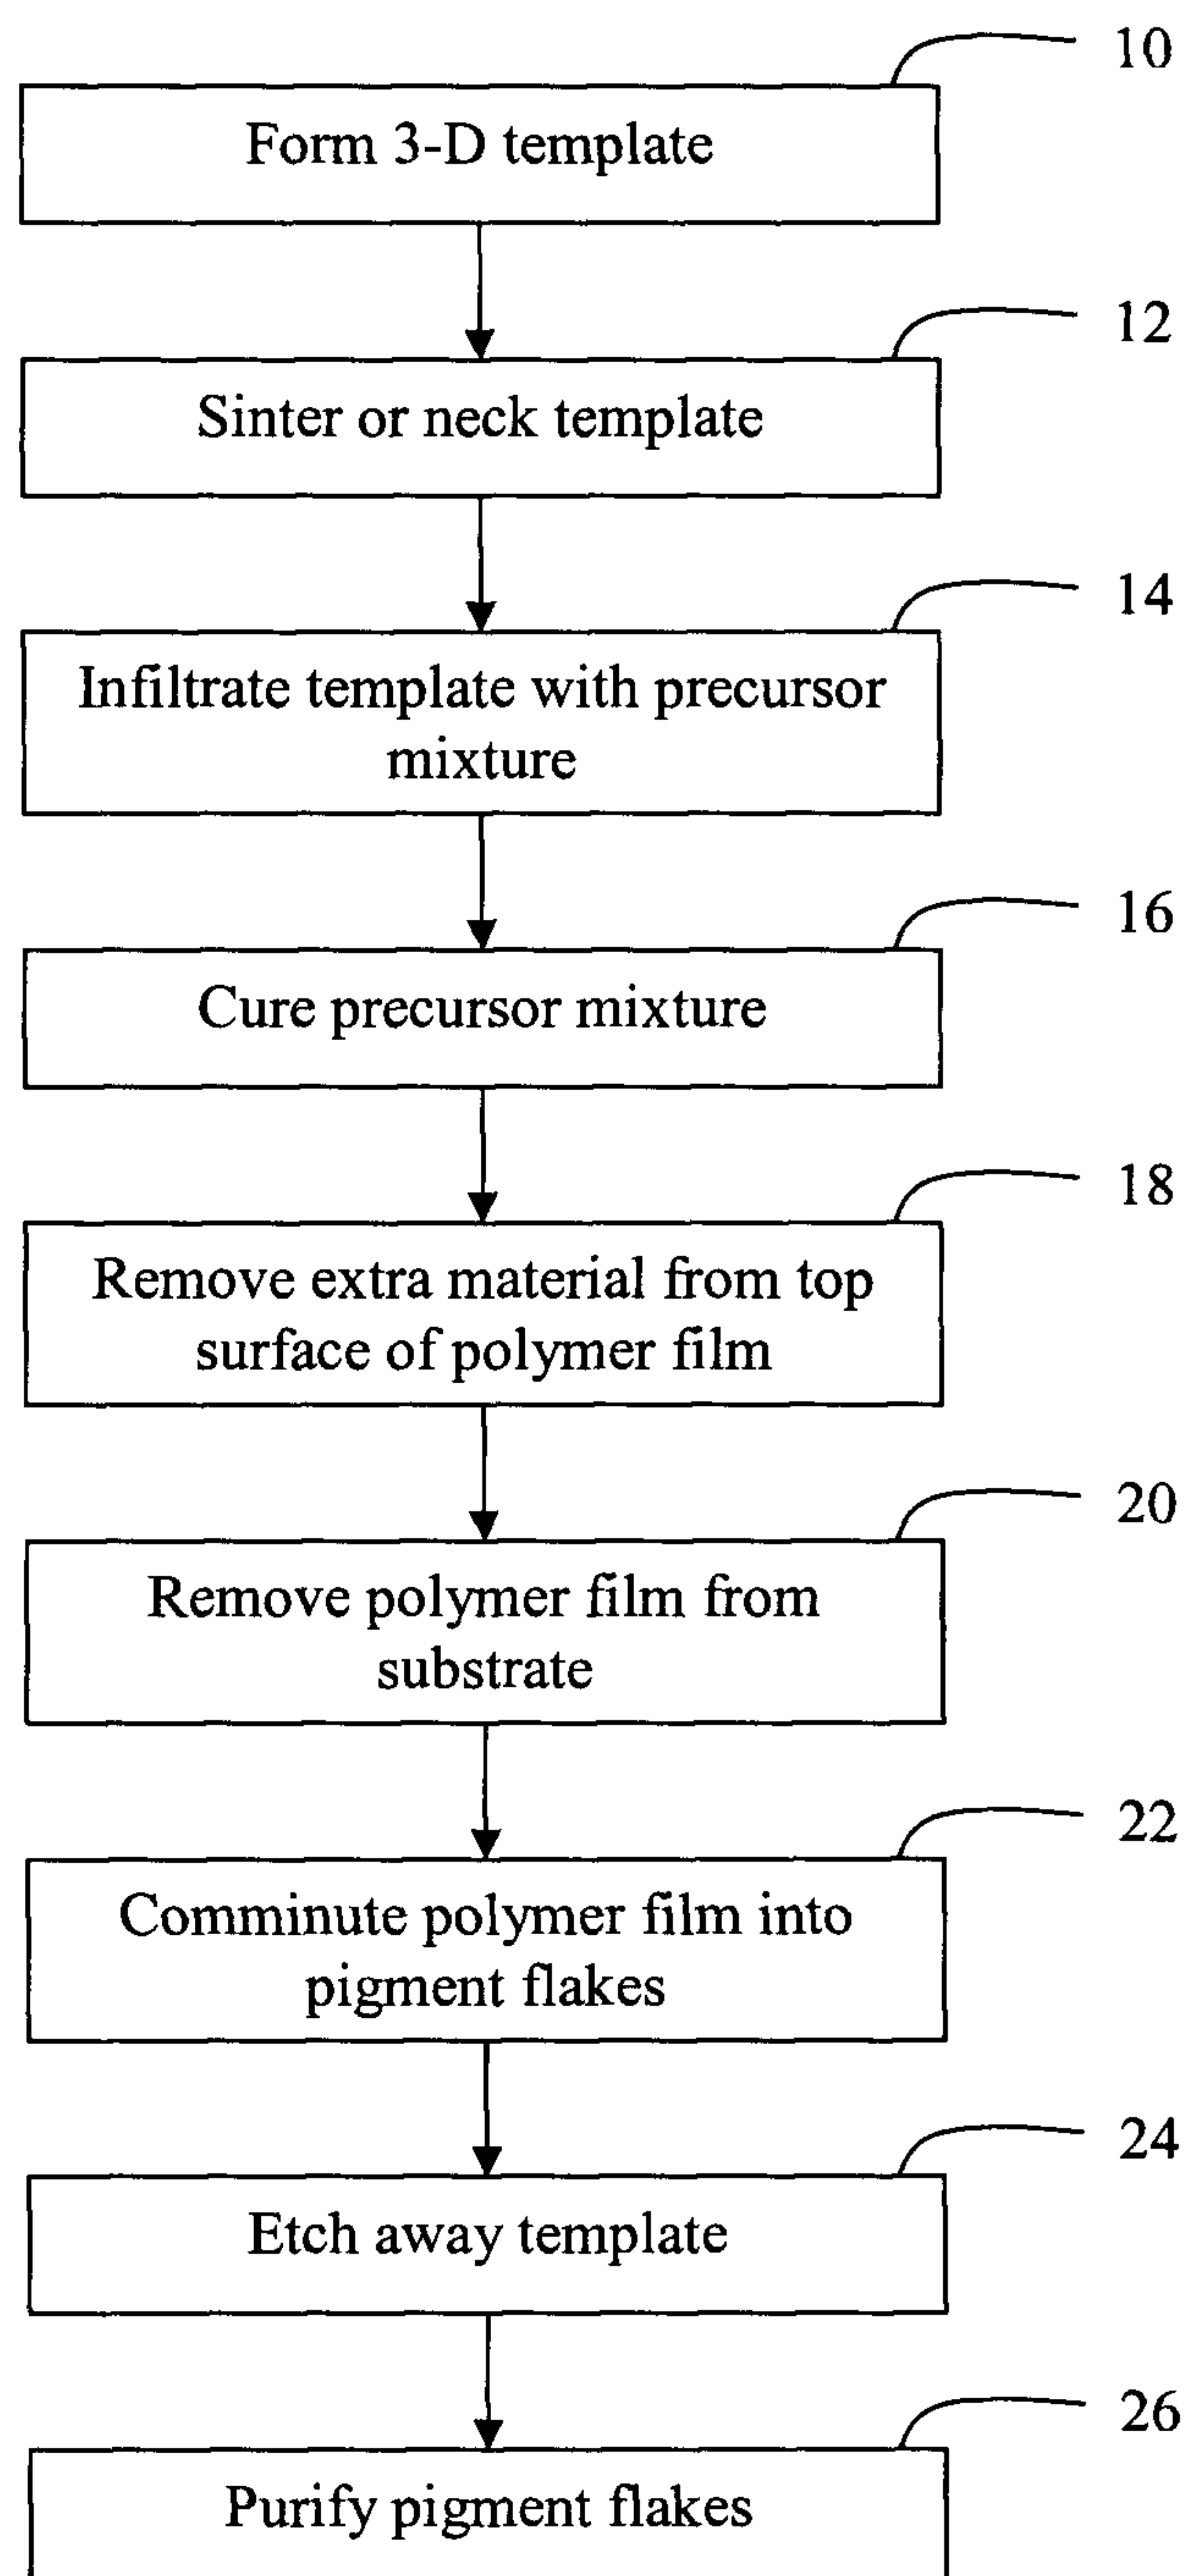 10
Form 3-D template
12
Sinter or neck template
14
Infiltrate template with precursor
mixture
16
Cure precursor mixture
18
Remove extra material from top
surface of polymer film
20
Remove polymer film from
substrate
22
Comminute polymer film into
pigment flakes
24
Etch away template
26
Purify pigment flakes